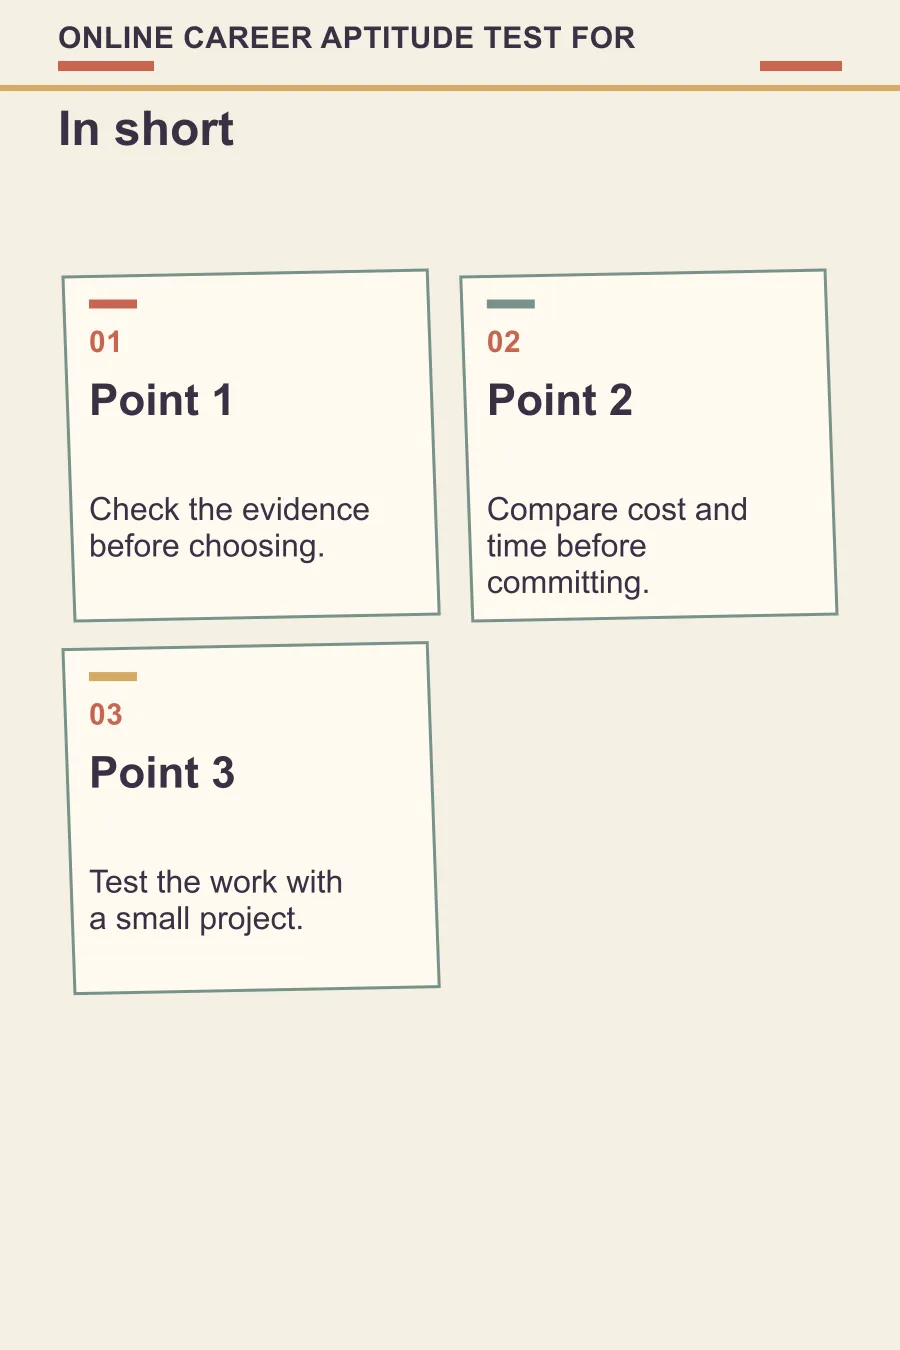 ONLINE CAREER APTITUDE TEST FOR
In short
01
Point 1
Check the evidence
before choosing.
02
Point 2
Compare cost and
time before
committing.
03
Point 3
Test the work with
a small project.